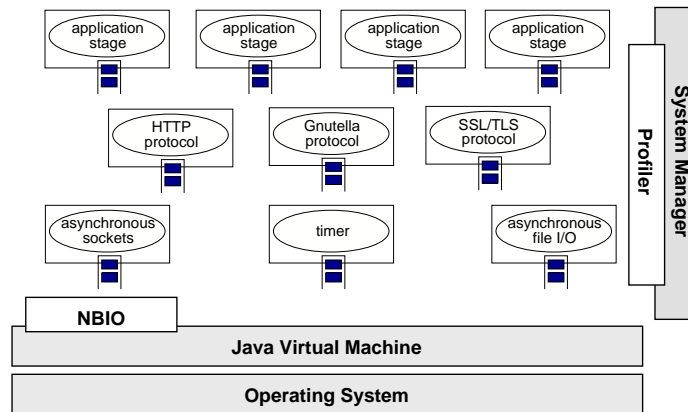 application
stage
application
stage
application
stage
application
stage
HTTP
protocol
Gnutella
protocol
SSL/TLS
protocol
asynchronous
sockets
timer
asynchronous
file I/O
Profiler
System Manager
NBIO
Java Virtual Machine
Operating System